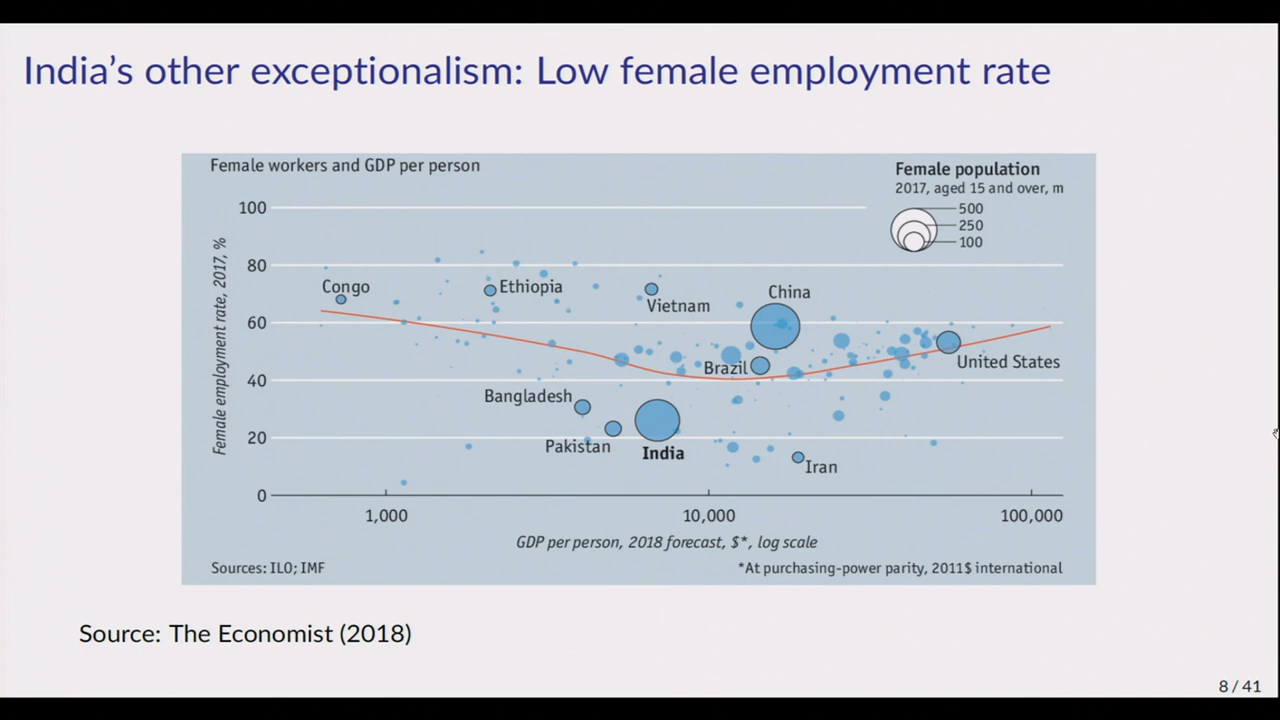 India's other exceptionalism: Low female employment rate
Female workers and GDP per person
Female population
2017, aged 15 and over, m
500
250
100
Female employment rate, 2017, %
100
80
60
40
20
0
Congo
Ethiopia
Vietnam
China
Brazil
United States
Bangladesh
Pakistan
India
Iran
1,000
10,000
100,000
GDP per person, 2018 forecast, $*, log scale
Sources: ILO; IMF
*At purchasing-power parity, 2011$ international
Source: The Economist (2018)
8 / 41